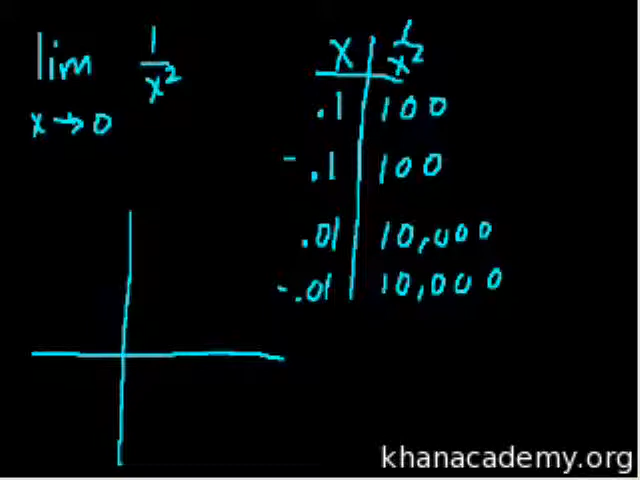 lim 1/x²
x→0
x | 1/x²
.1 | 100
-.1 | 100
.01 | 10,000
-.01 | 10,000
khanacademy.org